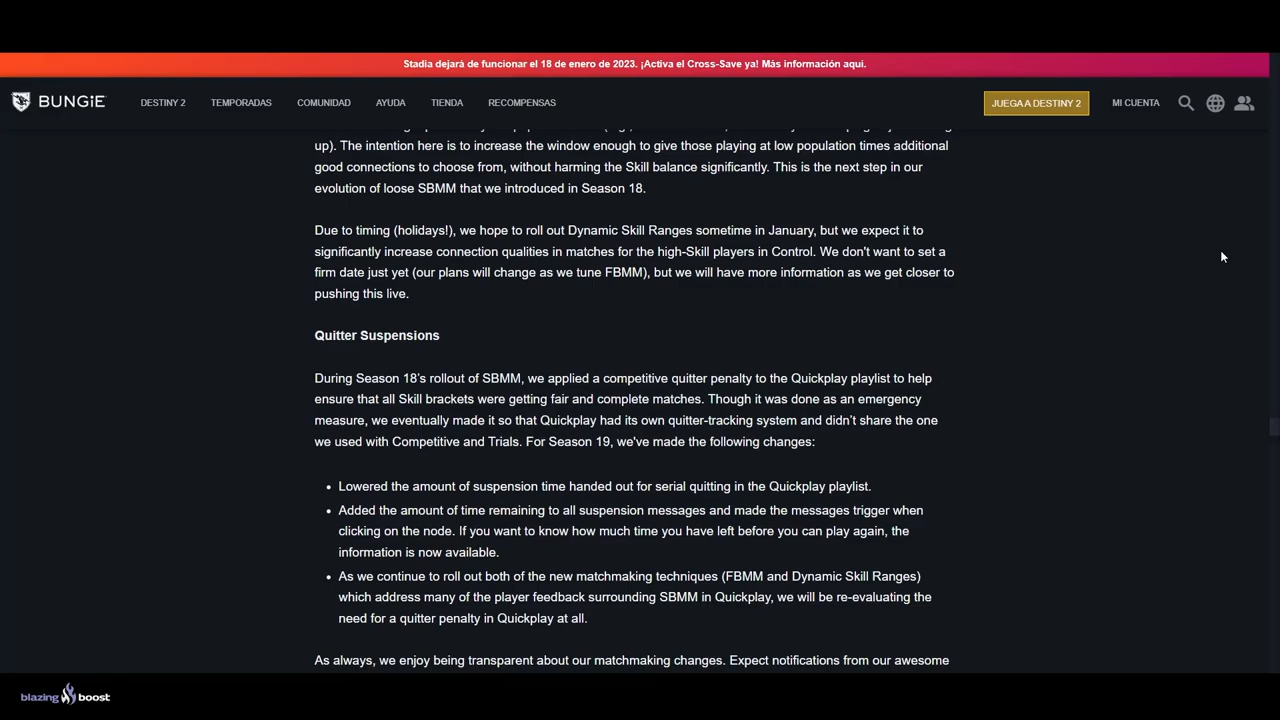 Stadia dejará de funcionar el 18 de enero de 2023. ¡Activa el Cross-Save ya! Más información aquí.
BUNGiE DESTINY 2 TEMPORADAS COMUNIDAD AYUDA TIENDA RECOMPENSAS JUEGA A DESTINY 2 MI CUENTA
up). The intention here is to increase the window enough to give those playing at low population times additional
good connections to choose from, without harming the Skill balance significantly. This is the next step in our
evolution of loose SBMM that we introduced in Season 18.
Due to timing (holidays!), we hope to roll out Dynamic Skill Ranges sometime in January, but we expect it to
significantly increase connection qualities in matches for the high-Skill players in Control. We don't want to set a
firm date just yet (our plans will change as we tune FBMM), but we will have more information as we get closer to
pushing this live.
Quitter Suspensions
During Season 18's rollout of SBMM, we applied a competitive quitter penalty to the Quickplay playlist to help
ensure that all Skill brackets were getting fair and complete matches. Though it was done as an emergency
measure, we eventually made it so that Quickplay had its own quitter-tracking system and didn't share the one
we used with Competitive and Trials. For Season 19, we've made the following changes:
• Lowered the amount of suspension time handed out for serial quitting in the Quickplay playlist.
• Added the amount of time remaining to all suspension messages and made the messages trigger when
clicking on the node. If you want to know how much time you have left before you can play again, the
information is now available.
• As we continue to roll out both of the new matchmaking techniques (FBMM and Dynamic Skill Ranges)
which address many of the player feedback surrounding SBMM in Quickplay, we will be re-evaluating the
need for a quitter penalty in Quickplay at all.
As always, we enjoy being transparent about our matchmaking changes. Expect notifications from our awesome
blazing boost